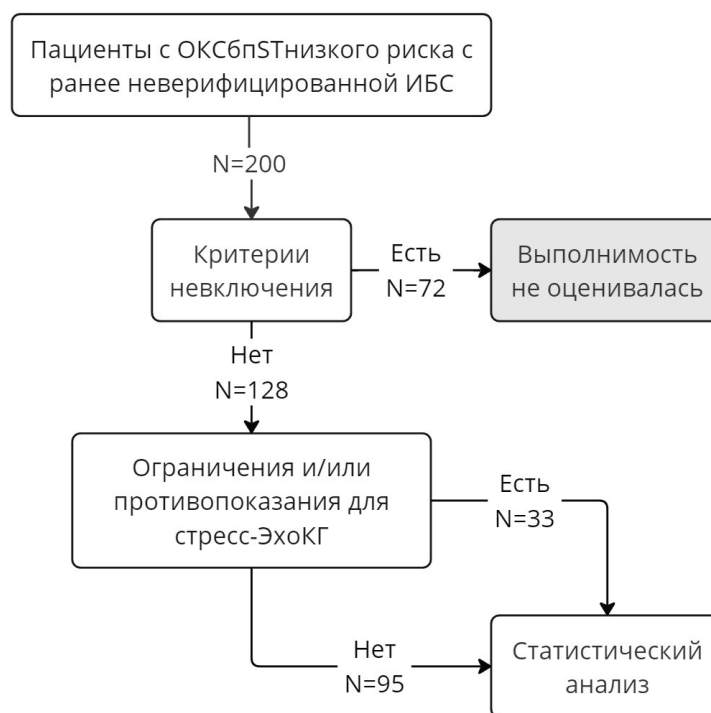 Пациенты с ОКСбпSTнизкого риска с
ранее неверифицированной ИБС
N=200
Критерии
невключения
Есть
N=72
Выполнимость
не оценивалась
Нет
N=128
Ограничения и/или
противопоказания для
стресс-ЭхоКГ
Есть
N=33
Нет
N=95
Статистический
анализ